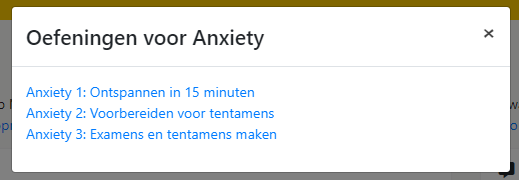 Oefeningen voor Anxiety
×
Anxiety 1: Ontspannen in 15 minuten
Anxiety 2: Voorbereiden voor tentamens
Anxiety 3: Examens en tentamens maken